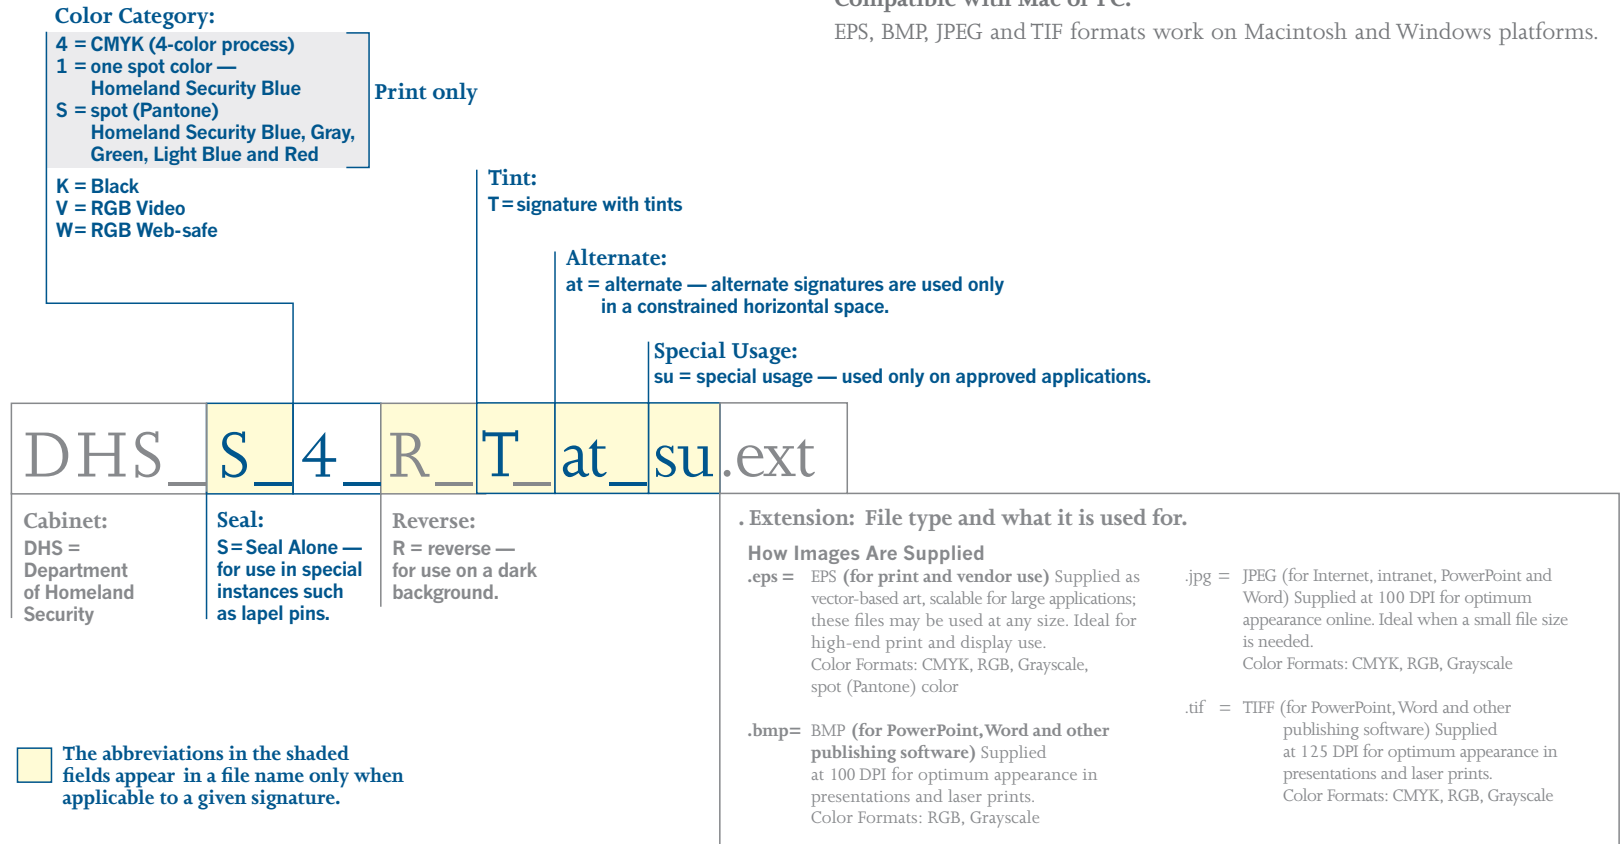 Compatible with Mac or PC.
EPS, BMP, JPEG and TIF formats work on Macintosh and Windows platforms.
Color Category:
4 = CMYK (4-color process)
1 = one spot color —
Homeland Security Blue
S = spot (Pantone)
Homeland Security Blue, Gray,
Green, Light Blue and Red
Print only
K = Black
V = RGB Video
W= RGB Web-safe
Tint:
T = signature with tints
Alternate:
at = alternate — alternate signatures are used only
in a constrained horizontal space.
Special Usage:
su = special usage — used only on approved applications.
DHS_S_4_R_T_at_su.ext
Cabinet:
DHS =
Department
of Homeland
Security
Seal:
S = Seal Alone —
for use in special
instances such
as lapel pins.
Reverse:
R = reverse —
for use on a dark
background.
. Extension: File type and what it is used for.
How Images Are Supplied
.eps = EPS (for print and vendor use) Supplied as
vector-based art, scalable for large applications;
these files may be used at any size. Ideal for
high-end print and display use.
Color Formats: CMYK, RGB, Grayscale,
spot (Pantone) color
.bmp= BMP (for PowerPoint, Word and other
publishing software) Supplied
at 100 DPI for optimum appearance in
presentations and laser prints.
Color Formats: RGB, Grayscale
.jpg = JPEG (for Internet, intranet, PowerPoint and
Word) Supplied at 100 DPI for optimum
appearance online. Ideal when a small file size
is needed.
Color Formats: CMYK, RGB, Grayscale
.tif = TIFF (for PowerPoint, Word and other
publishing software) Supplied
at 125 DPI for optimum appearance in
presentations and laser prints.
Color Formats: CMYK, RGB, Grayscale
The abbreviations in the shaded
fields appear in a file name only when
applicable to a given signature.